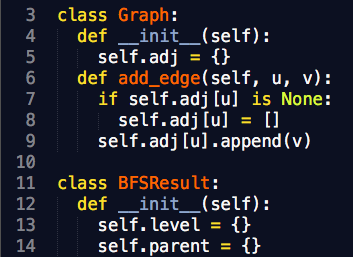 3 class Graph:
4   def __init__(self):
5     self.adj = {}
6   def add_edge(self, u, v):
7     if self.adj[u] is None:
8       self.adj[u] = []
9     self.adj[u].append(v)
10
11 class BFSResult:
12   def __init__(self):
13     self.level = {}
14     self.parent = {}